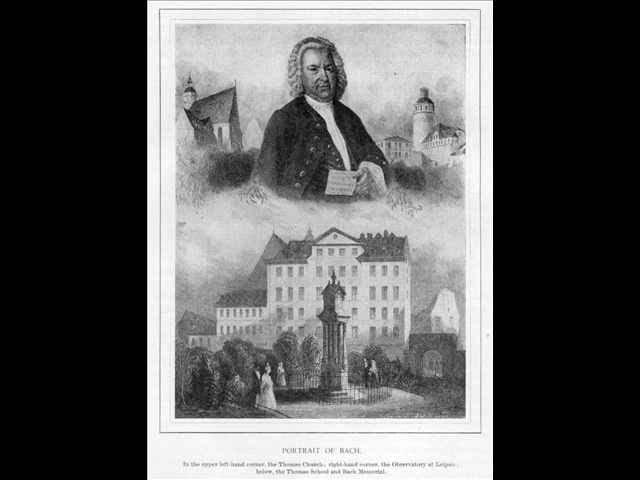 PORTRAIT OF BACH.
In the upper left-hand corner, the Thomas Church; right-hand corner, the Observatory at Leipsic;
below, the Thomas School and Bach Memorial.